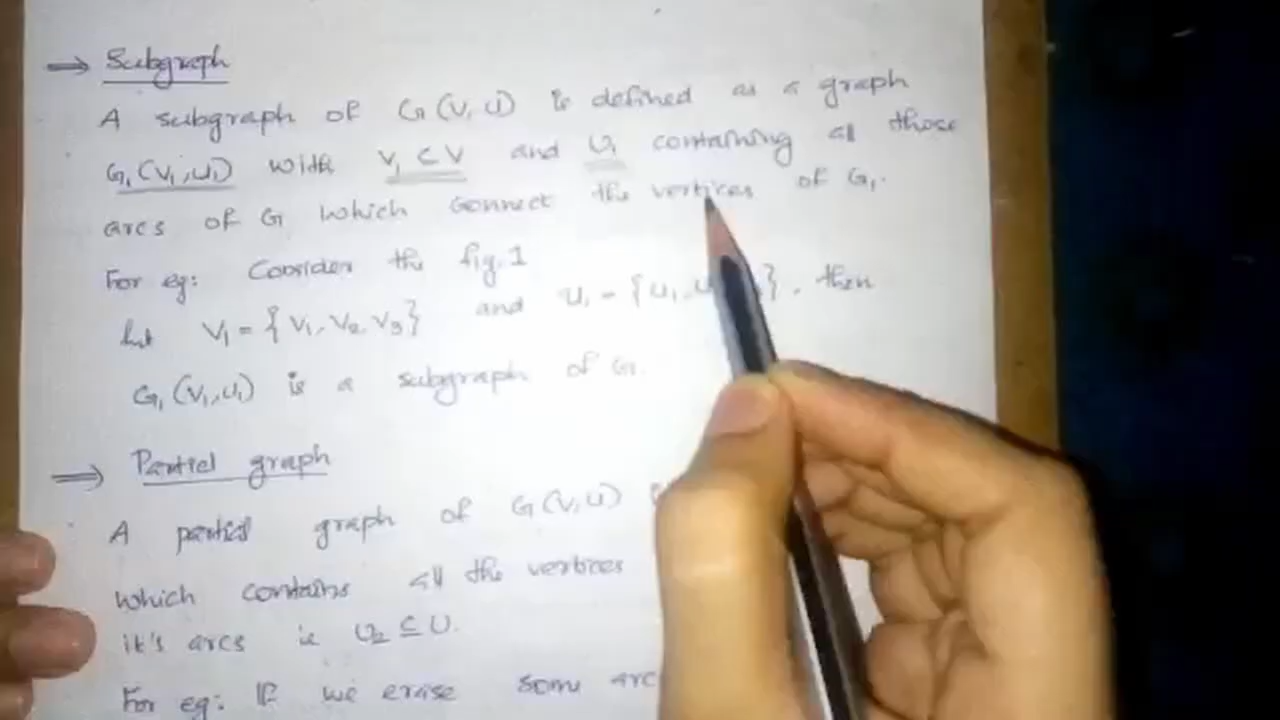 ⇒ Subgraph
A subgraph of G(V,U) is defined as a graph
G₁(V₁,U₁) with V₁ ⊆ V and U₁ containing all those
arcs of G which connect the vertices of G₁.
For eg: Consider the fig.1
let V₁ = {V₁, V₂, V₃} and U₁ = {U₁, }, then
G₁(V₁,U₁) is a subgraph of G.
⇒ Partial graph
A partial graph of G(V,U)
which contains all the vertices
it's arcs ie U₂ ⊆ U.
For eg: If we erase some arc